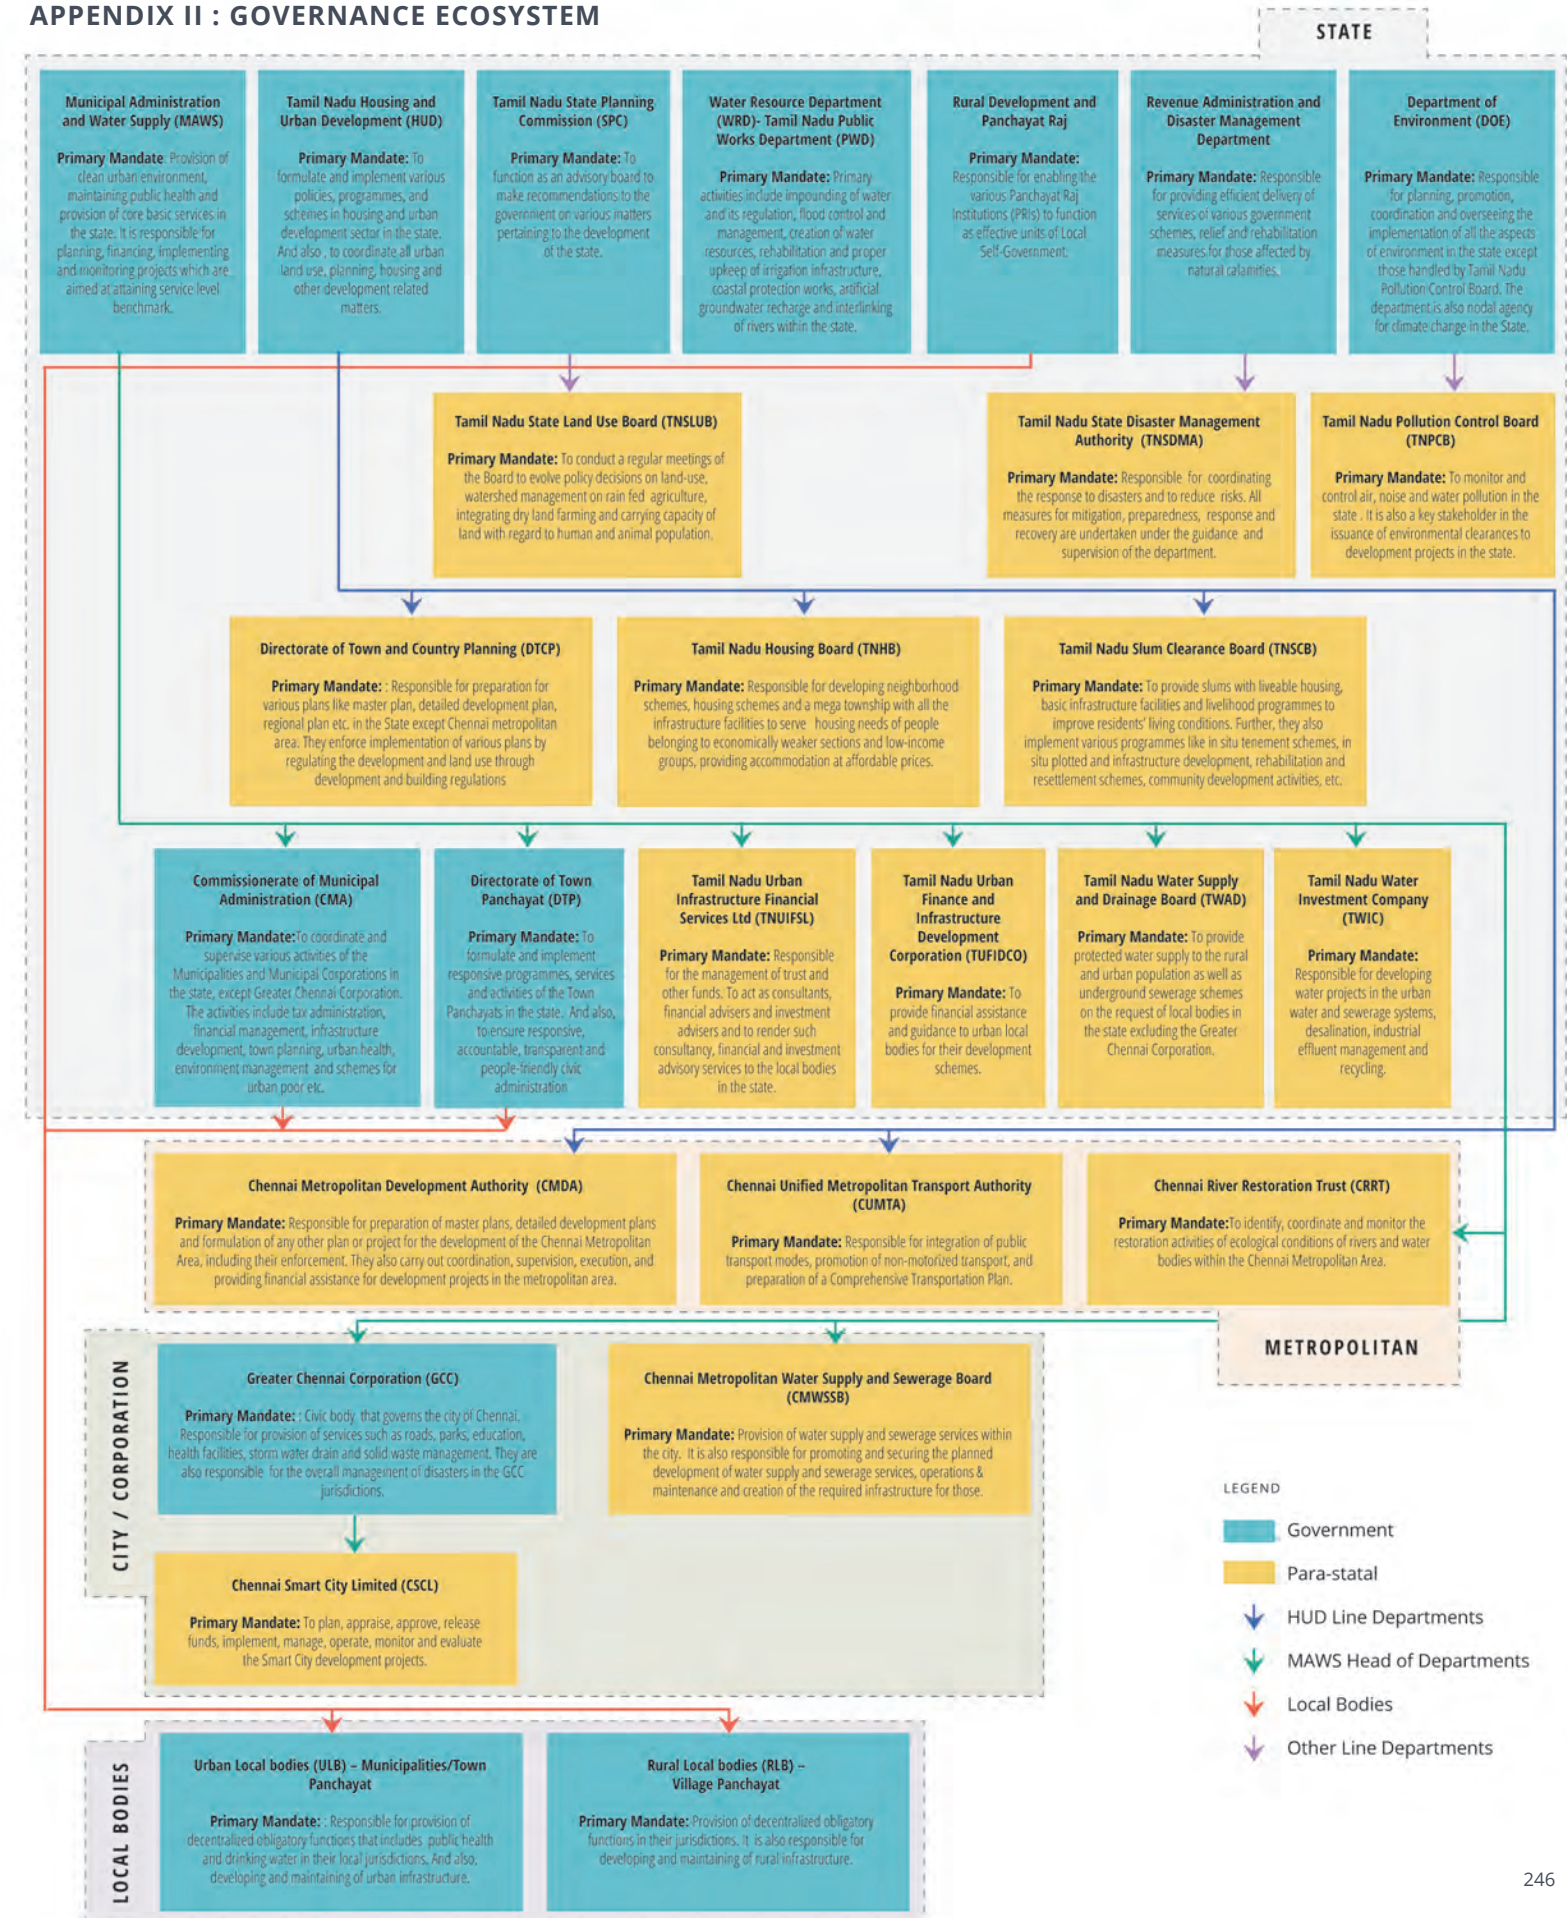 APPENDIX II : GOVERNANCE ECOSYSTEM
STATE
Municipal Administration
and Water Supply (MAWS)
Primary Mandate: Provision of
clean urban environment,
maintaining public health and
provision of core basic services in
the state. It is responsible for
planning, financing, implementing
and monitoring projects which are
aimed at attaining service level
benchmark.
Tamil Nadu Housing and
Urban Development (HUD)
Primary Mandate: To
formulate and implement various
policies, programmes, and
schemes in housing and urban
development sector in the state.
And also , to coordinate all urban
land use, planning, housing and
other development related
matters.
Tamil Nadu State Planning
Commission (SPC)
Primary Mandate: To
function as an advisory board to
make recommendations to the
government on various matters
pertaining to the development
of the state.
Water Resource Department
(WRD)- Tamil Nadu Public
Works Department (PWD)
Primary Mandate: Primary
activities include impounding of water
and its regulation, flood control and
management, creation of water
resources, rehabilitation and proper
upkeep of irrigation infrastructure,
coastal protection works, artificial
groundwater recharge and interlinking
of rivers within the state.
Rural Development and
Panchayat Raj
Primary Mandate:
Responsible for enabling the
various Panchayat Raj
Institutions (PRIs) to function
as effective units of Local
Self-Government.
Revenue Administration and
Disaster Management
Department
Primary Mandate: Responsible
for providing efficient delivery of
services of various government
schemes, relief and rehabilitation
measures for those affected by
natural calamities.
Department of
Environment (DOE)
Primary Mandate: Responsible
for planning, promotion,
coordination and overseeing the
implementation of all the aspects
of environment in the state except
those handled by Tamil Nadu
Pollution Control Board. The
department is also nodal agency
for climate change in the State.
Tamil Nadu State Land Use Board (TNSLUB)
Primary Mandate: To conduct a regular meetings of
the Board to evolve policy decisions on land-use,
watershed management on rain fed agriculture,
integrating dry land farming and carrying capacity of
land with regard to human and animal population.
Tamil Nadu State Disaster Management
Authority (TNSDMA)
Primary Mandate: Responsible for coordinating
the response to disasters and to reduce risks. All
measures for mitigation, preparedness, response and
recovery are undertaken under the guidance and
supervision of the department.
Tamil Nadu Pollution Control Board
(TNPCB)
Primary Mandate: To monitor and
control air, noise and water pollution in the
state . It is also a key stakeholder in the
issuance of environmental clearances to
development projects in the state.
Directorate of Town and Country Planning (DTCP)
Primary Mandate: : Responsible for preparation for
various plans like master plan, detailed development plan,
regional plan etc. in the State except Chennai metropolitan
area. They enforce implementation of various plans by
regulating the development and land use through
development and building regulations
Tamil Nadu Housing Board (TNHB)
Primary Mandate: Responsible for developing neighborhood
schemes, housing schemes and a mega township with all the
infrastructure facilities to serve housing needs of people
belonging to economically weaker sections and low-income
groups, providing accommodation at affordable prices.
Tamil Nadu Slum Clearance Board (TNSCB)
Primary Mandate: To provide slums with liveable housing,
basic infrastructure facilities and livelihood programmes to
improve residents' living conditions. Further, they also
implement various programmes like in situ tenement schemes, in
situ plotted and infrastructure development, rehabilitation and
resettlement schemes, community development activities, etc.
Commissionerate of Municipal
Administration (CMA)
Primary Mandate:To coordinate and
supervise various activities of the
Municipalities and Municipal Corporations in
the state, except Greater Chennai Corporation.
The activities include tax administration,
financial management, infrastructure
development, town planning, urban health,
environment management and schemes for
urban poor etc.
Directorate of Town
Panchayat (DTP)
Primary Mandate: To
formulate and implement
responsive programmes, services
and activities of the Town
Panchayats in the state. And also,
to ensure responsive,
accountable, transparent and
people-friendly civic
administration
Tamil Nadu Urban
Infrastructure Financial
Services Ltd (TNUIFSL)
Primary Mandate: Responsible
for the management of trust and
other funds. To act as consultants,
financial advisers and investment
advisers and to render such
consultancy, financial and investment
advisory services to the local bodies
in the state.
Tamil Nadu Urban
Finance and
Infrastructure
Development
Corporation (TUFIDCO)
Primary Mandate: To
provide financial assistance
and guidance to urban local
bodies for their development
schemes.
Tamil Nadu Water Supply
and Drainage Board (TWAD)
Primary Mandate: To provide
protected water supply to the rural
and urban population as well as
underground sewerage schemes
on the request of local bodies in
the state excluding the Greater
Chennai Corporation.
Tamil Nadu Water
Investment Company
(TWIC)
Primary Mandate:
Responsible for developing
water projects in the urban
water and sewerage systems,
desalination, industrial
effluent management and
recycling.
Chennai Metropolitan Development Authority (CMDA)
Primary Mandate: Responsible for preparation of master plans, detailed development plans
and formulation of any other plan or project for the development of the Chennai Metropolitan
Area, including their enforcement. They also carry out coordination, supervision, execution, and
providing financial assistance for development projects in the metropolitan area.
Chennai Unified Metropolitan Transport Authority
(CUMTA)
Primary Mandate: Responsible for integration of public
transport modes, promotion of non-motorized transport, and
preparation of a Comprehensive Transportation Plan.
Chennai River Restoration Trust (CRRT)
Primary Mandate:To identify, coordinate and monitor the
restoration activities of ecological conditions of rivers and water
bodies within the Chennai Metropolitan Area.
METROPOLITAN
CITY / CORPORATION
Greater Chennai Corporation (GCC)
Primary Mandate: : Civic body that governs the city of Chennai.
Responsible for provision of services such as roads, parks, education,
health facilities, storm water drain and solid waste management. They are
also responsible for the overall management of disasters in the GCC
jurisdictions.
Chennai Metropolitan Water Supply and Sewerage Board
(CMWSSB)
Primary Mandate: Provision of water supply and sewerage services within
the city. It is also responsible for promoting and securing the planned
development of water supply and sewerage services, operations &
maintenance and creation of the required infrastructure for those.
Chennai Smart City Limited (CSCL)
Primary Mandate: To plan, appraise, approve, release
funds, implement, manage, operate, monitor and evaluate
the Smart City development projects.
LEGEND
Government
Para-statal
HUD Line Departments
MAWS Head of Departments
Local Bodies
Other Line Departments
LOCAL BODIES
Urban Local bodies (ULB) – Municipalities/Town
Panchayat
Primary Mandate: : Responsible for provision of
decentralized obligatory functions that includes public health
and drinking water in their local jurisdictions. And also,
developing and maintaining of urban infrastructure.
Rural Local bodies (RLB) –
Village Panchayat
Primary Mandate: Provision of decentralized obligatory
functions in their jurisdictions. It is also responsible for
developing and maintaining of rural infrastructure.
246